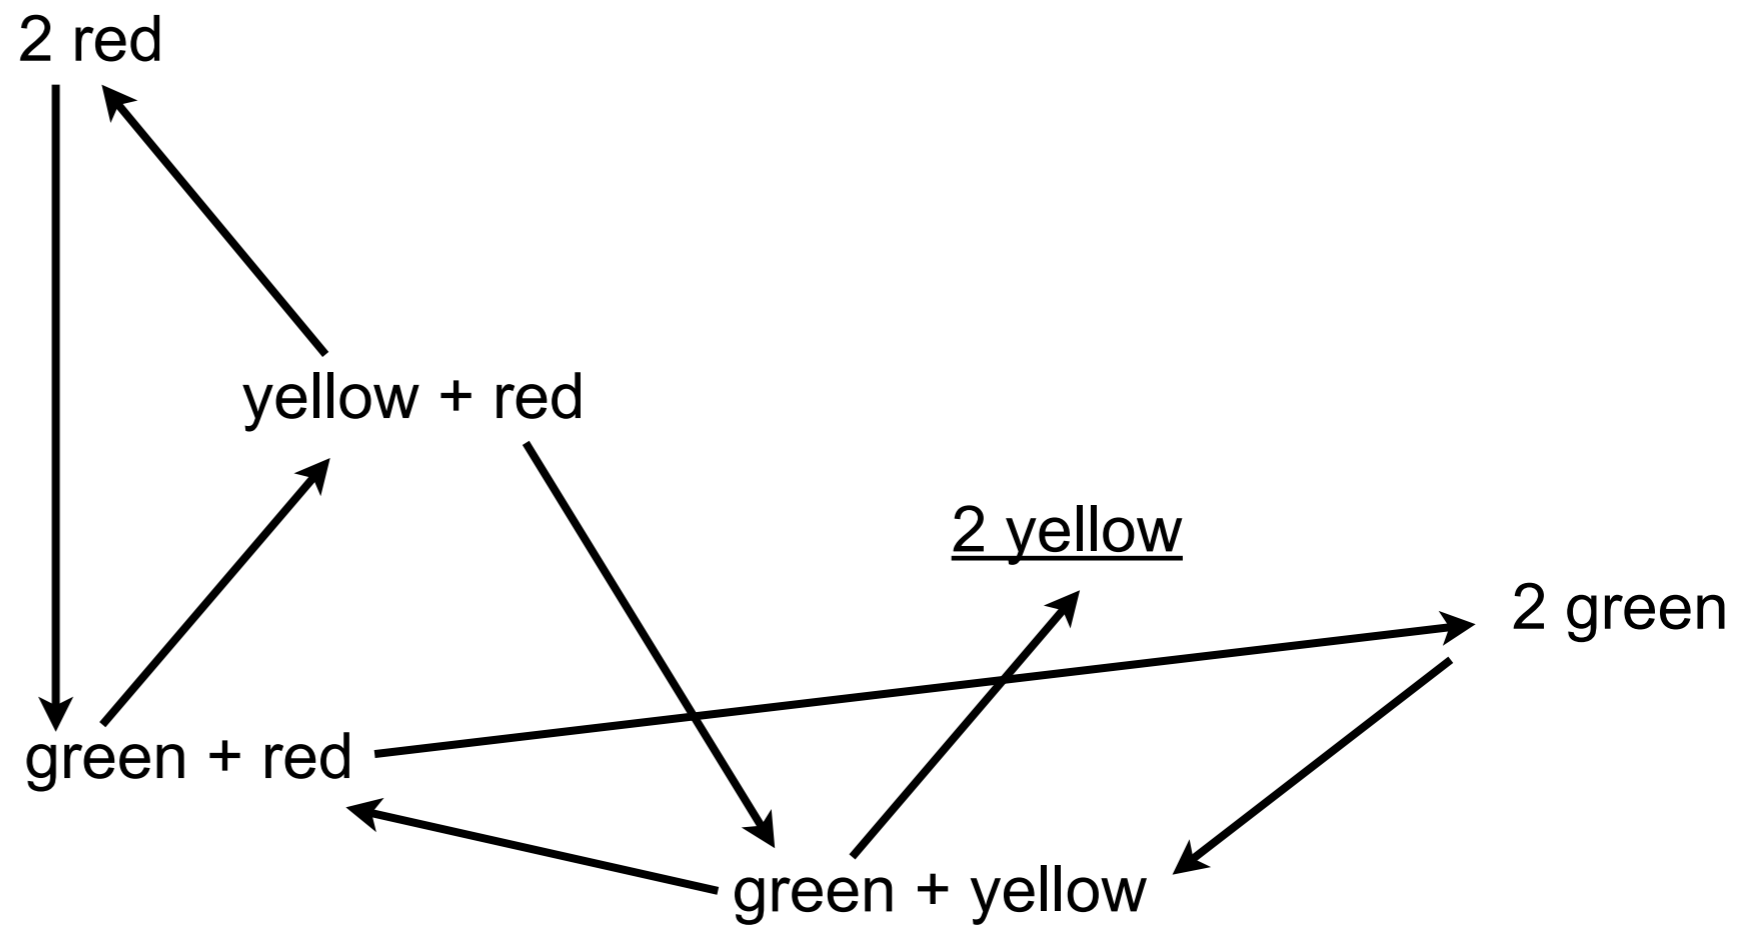 2 red
yellow + red
2 yellow
2 green
green + red
green + yellow